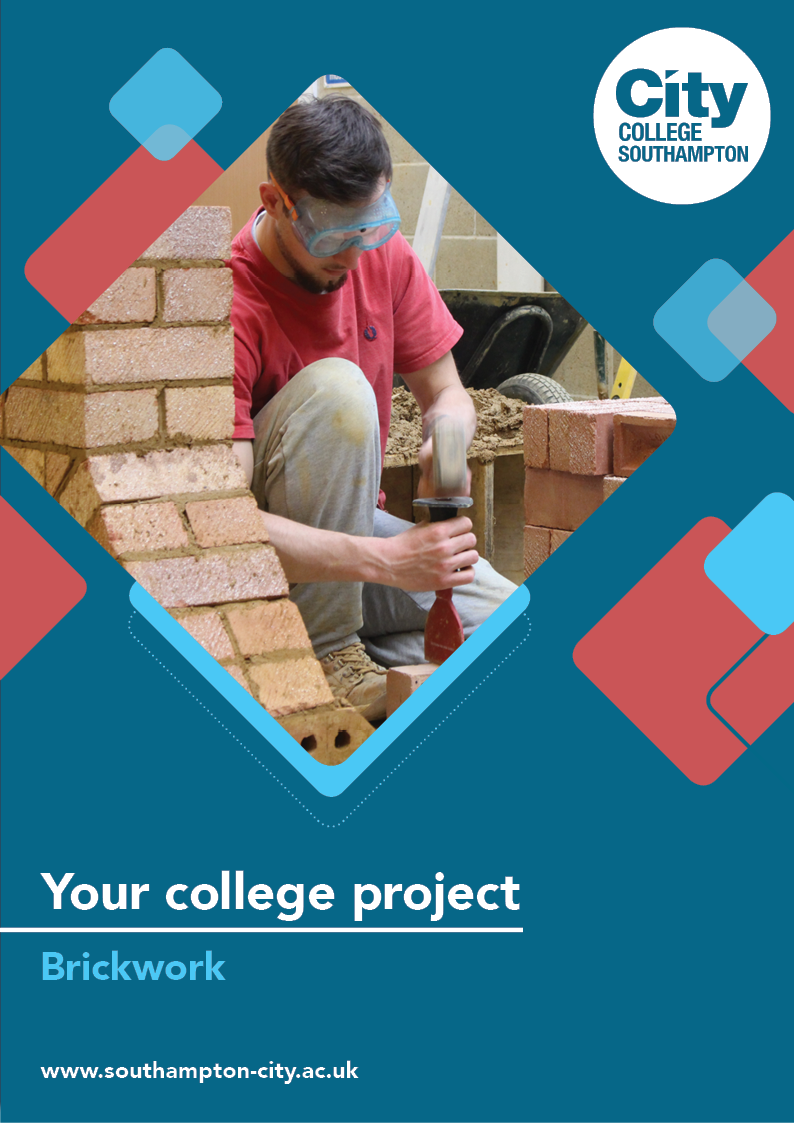 City
COLLEGE
SOUTHAMPTON
Your college project
Brickwork
www.southampton-city.ac.uk